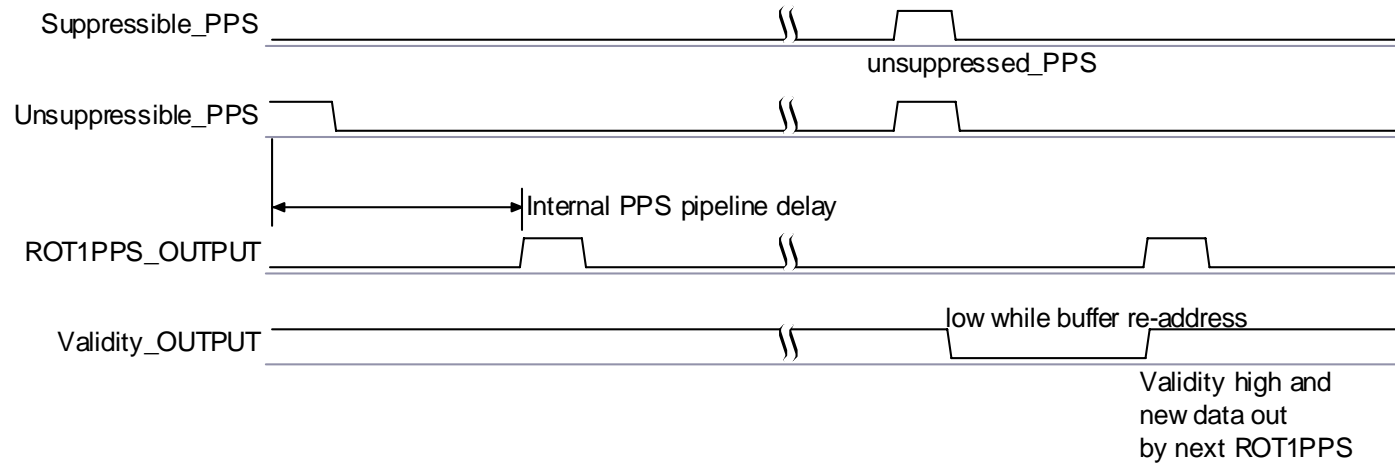 Suppressible_PPS
unsuppressed_PPS
Unsuppressible_PPS
Internal PPS pipeline delay
ROT1PPS_OUTPUT
low while buffer re-address
Validity_OUTPUT
Validity high and
new data out
by next ROT1PPS